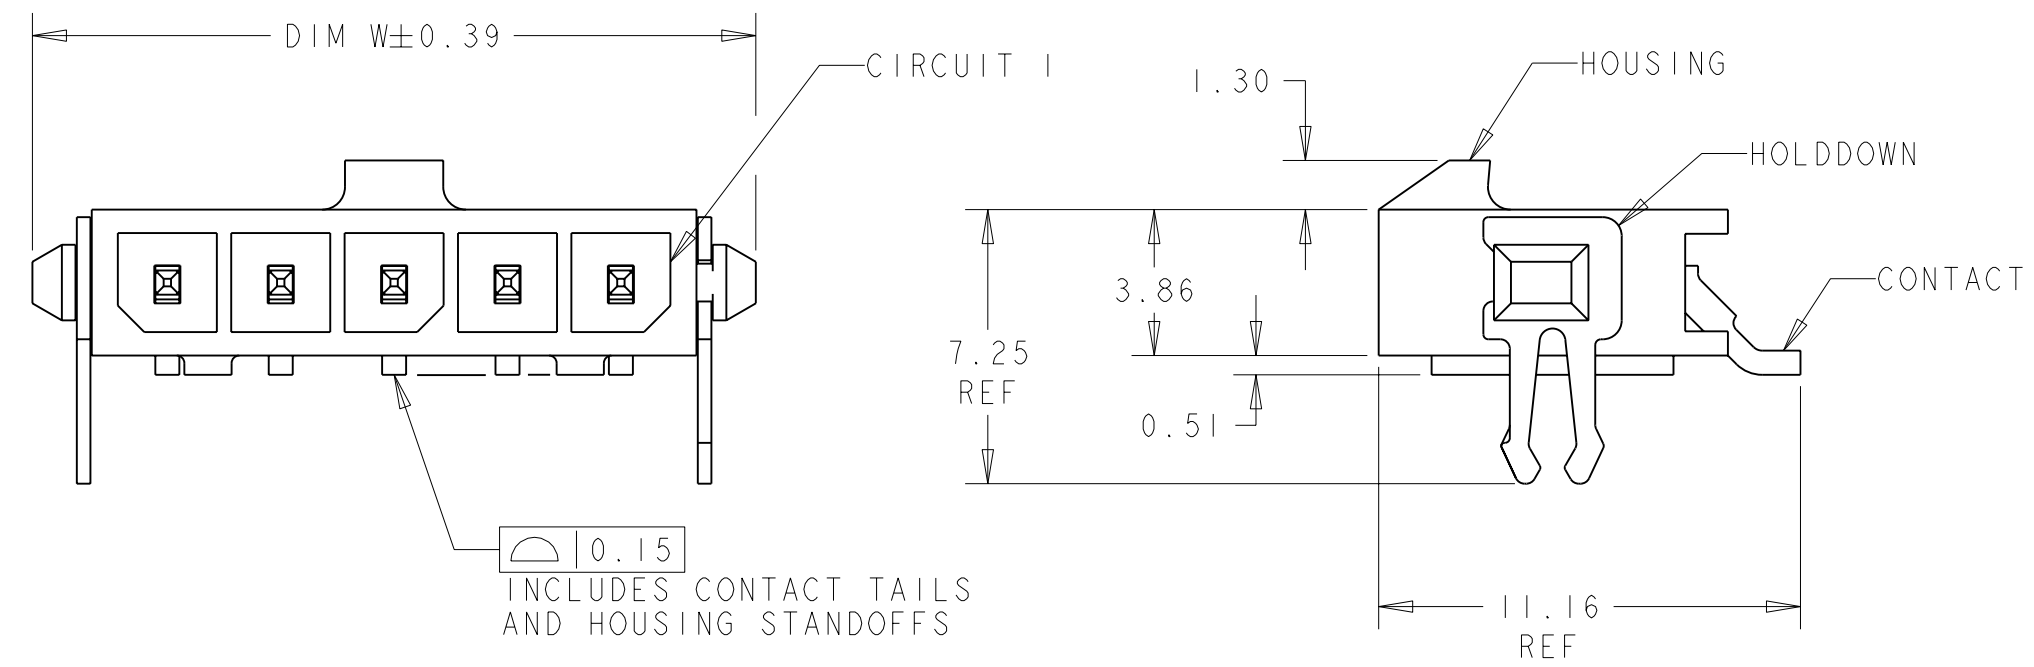 DIM W±0.39
CIRCUIT 1
1.30
HOUSING
HOLDDOWN
3.86
CONTACT
7.25
REF
0.51
0.15
INCLUDES CONTACT TAILS
AND HOUSING STANDOFFS
11.16
REF